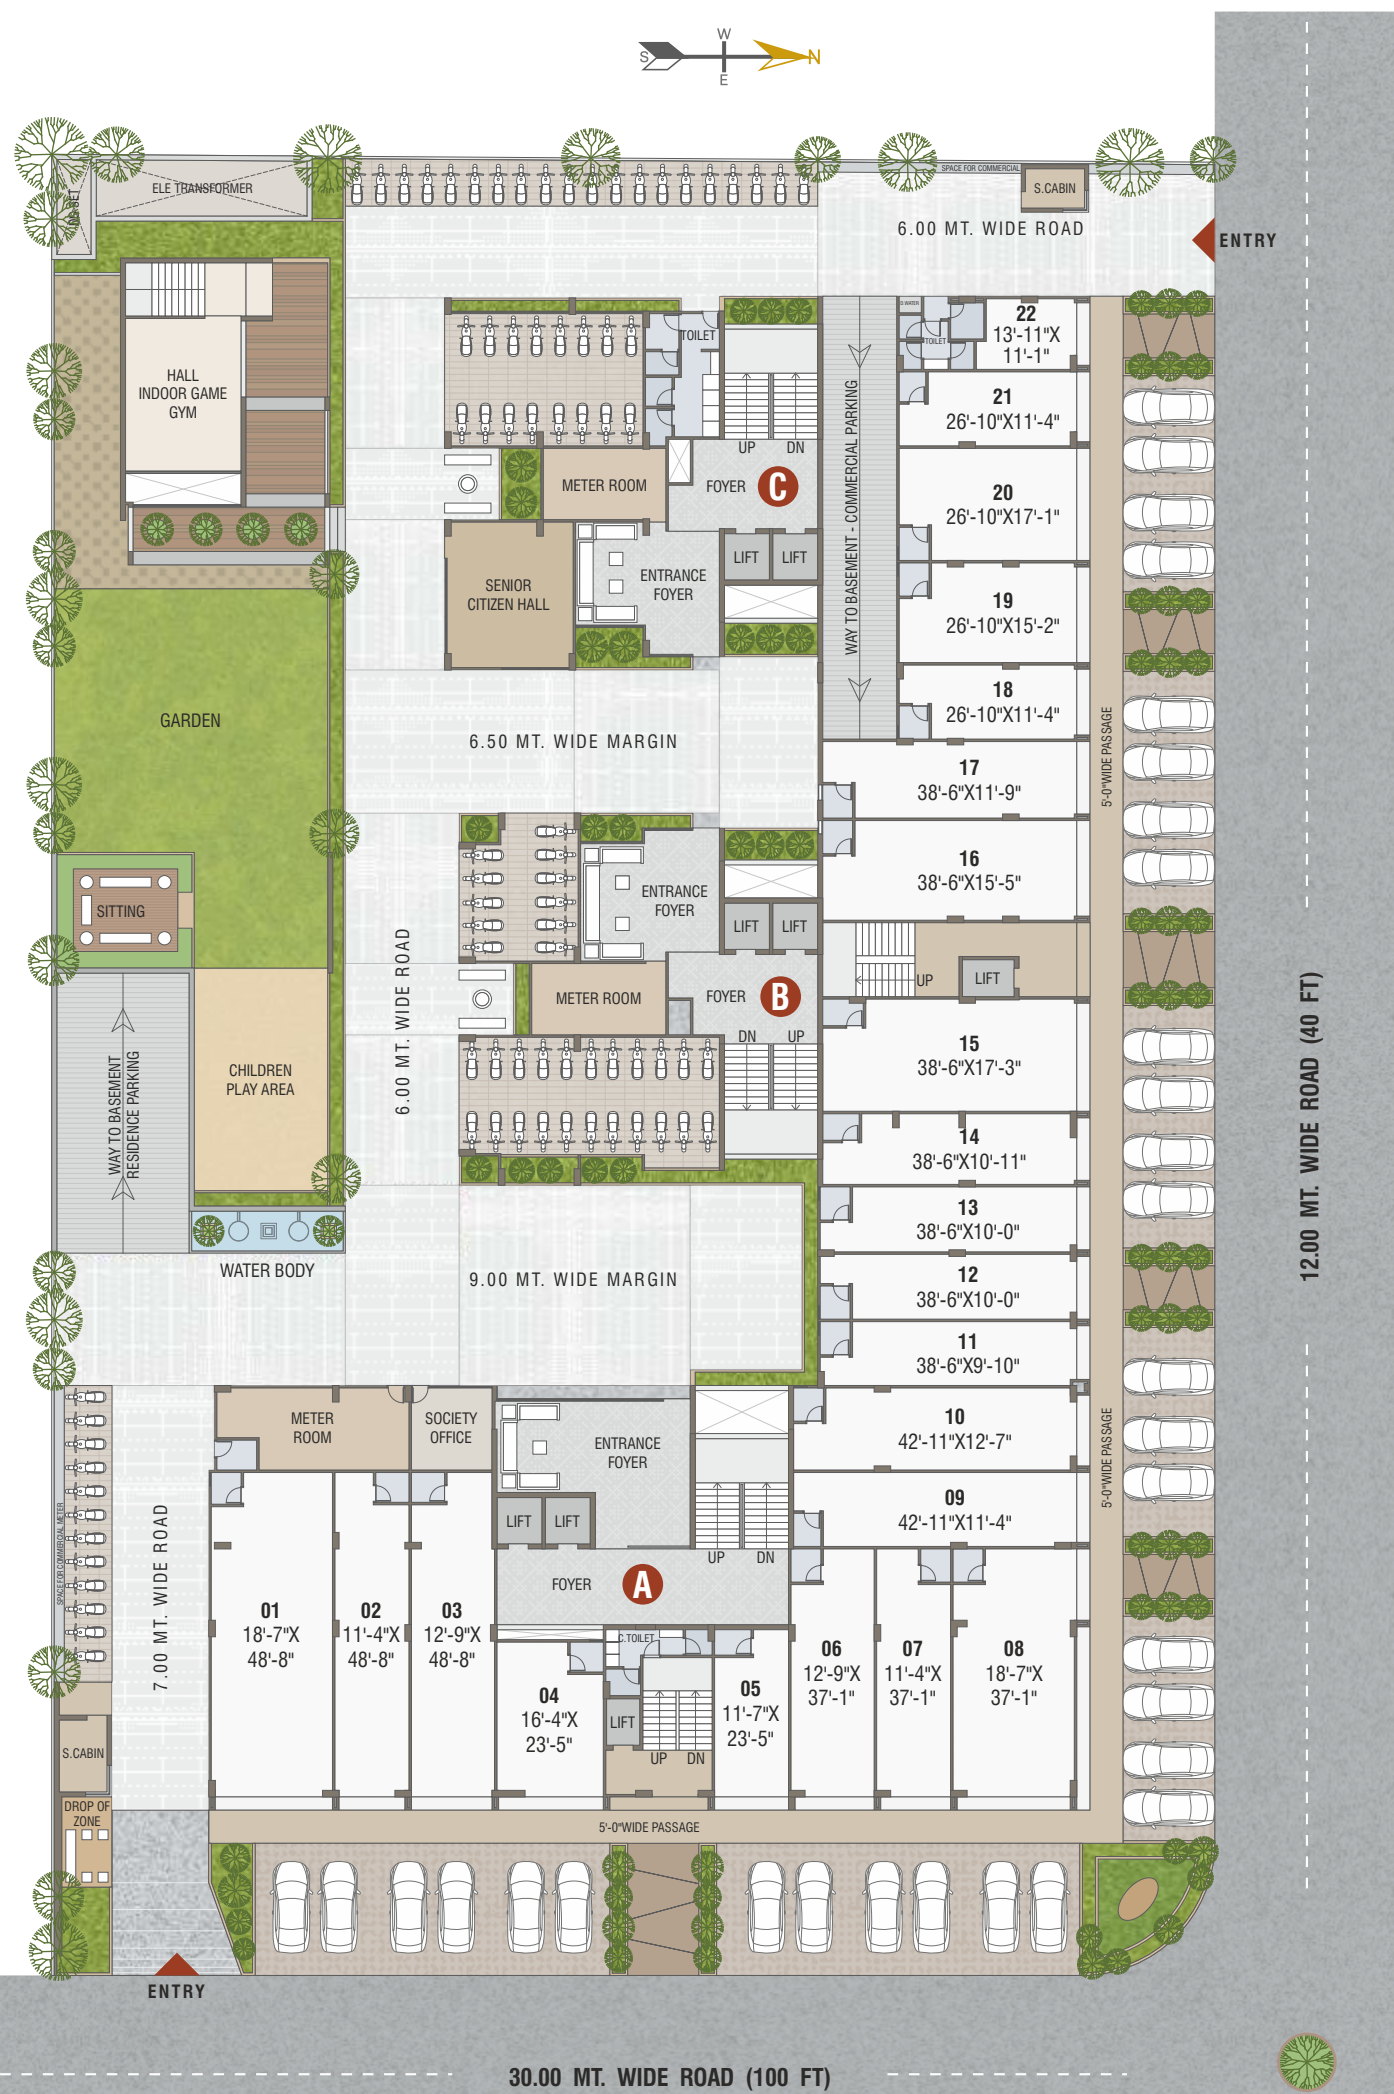 W
S
N
E
ELE TRANSFORMER
SPACE FOR COMMERCIAL
S.CABIN
6.00 MT. WIDE ROAD
ENTRY
HALL
INDOOR GAME
GYM
TOILET
UP
DN
METER ROOM
FOYER
C
LIFT
LIFT
SENIOR
CITIZEN HALL
ENTRANCE
FOYER
WAY TO BASEMENT - COMMERCIAL PARKING
D.WATER
TOILET
22
13'-11"X
11'-1"
21
26'-10"X11'-4"
20
26'-10"X17'-1"
19
26'-10"X15'-2"
18
26'-10"X11'-4"
GARDEN
6.50 MT. WIDE MARGIN
17
38'-6"X11'-9"
5'-0"WIDE PASSAGE
16
38'-6"X15'-5"
SITTING
ENTRANCE
FOYER
LIFT
LIFT
6.00 MT. WIDE ROAD
METER ROOM
FOYER
B
DN
UP
UP
LIFT
12.00 MT. WIDE ROAD (40 FT)
15
38'-6"X17'-3"
WAY TO BASEMENT
RESIDENCE PARKING
CHILDREN
PLAY AREA
14
38'-6"X10'-11"
13
38'-6"X10'-0"
WATER BODY
9.00 MT. WIDE MARGIN
12
38'-6"X10'-0"
11
38'-6"X9'-10"
METER
ROOM
SOCIETY
OFFICE
ENTRANCE
FOYER
10
42'-11"X12'-7"
5'-0"WIDE PASSAGE
09
42'-11"X11'-4"
LIFT
LIFT
UP
DN
SPACE FOR COMMERCIAL METER
7.00 MT. WIDE ROAD
FOYER
A
01
18'-7"X
48'-8"
02
11'-4"X
48'-8"
03
12'-9"X
48'-8"
C.TOILET
04
16'-4"X
23'-5"
LIFT
UP
DN
05
11'-7"X
23'-5"
06
12'-9"X
37'-1"
07
11'-4"X
37'-1"
08
18'-7"X
37'-1"
S.CABIN
DROP OF
ZONE
5'-0"WIDE PASSAGE
ENTRY
30.00 MT. WIDE ROAD (100 FT)